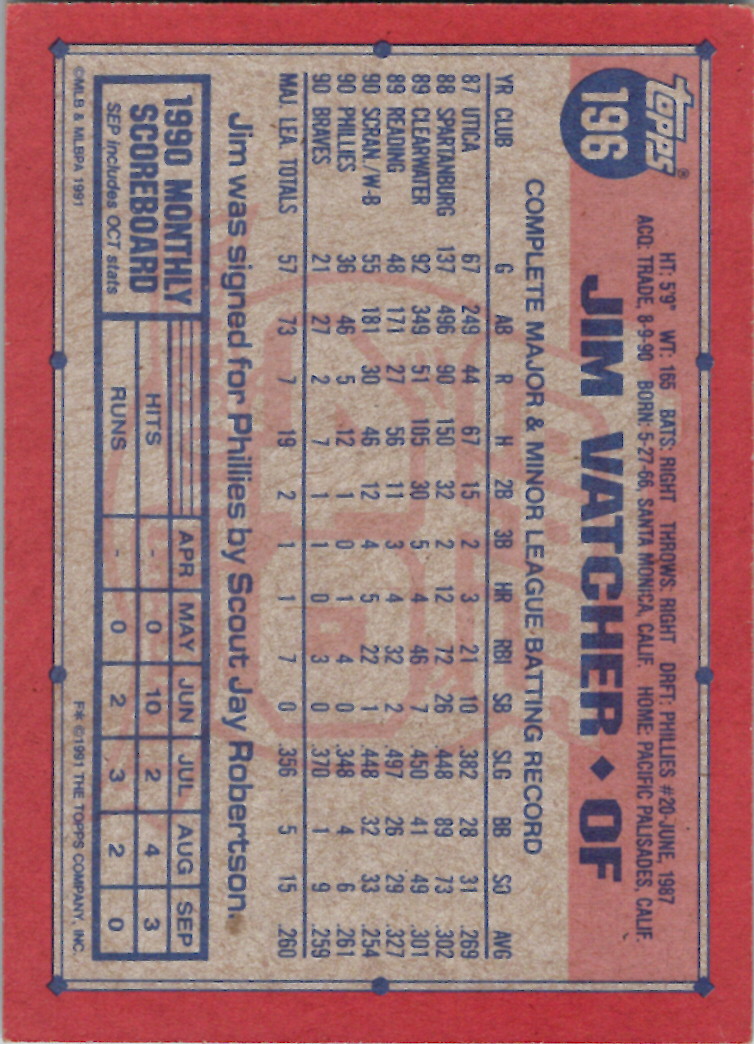 topps®
196
HT: 5'9" WT: 165 BATS: RIGHT THROWS: RIGHT DRFT: PHILLIES #20-JUNE, 1987
ACQ: TRADE, 8-9-90 BORN: 5-27-66, SANTA MONICA, CALIF. HOME: PACIFIC PALISADES, CALIF.
JIM VATCHER ♦ OF
COMPLETE MAJOR & MINOR LEAGUE BATTING RECORD
YR CLUB G AB R H 2B 3B HR RBI SB SLG BB SO AVG
87 UTICA 67 249 44 67 15 2 3 21 10 .382 28 31 .269
88 SPARTANBURG 137 496 90 150 32 2 12 72 26 .448 89 73 .302
89 CLEARWATER 92 349 51 105 30 5 4 46 7 .450 41 49 .301
89 READING 48 171 27 56 11 3 4 32 2 .497 26 29 .327
90 SCRAN./W-B 55 181 30 46 12 4 5 22 1 .448 32 33 .254
90 PHILLIES 36 46 5 12 1 0 1 4 0 .348 4 6 .261
90 BRAVES 21 27 2 7 1 1 0 3 0 .370 1 9 .259
MAJ. LEA. TOTALS 57 73 7 19 2 1 1 7 0 .356 5 15 .260
Jim was signed for Phillies by Scout Jay Robertson.
1990 MONTHLY
SCOREBOARD
SEP includes OCT stats
APR MAY JUN JUL AUG SEP
HITS - 0 10 2 4 3
RUNS - 0 2 3 2 0
©MLB & MLBPA 1991
F* ©1991 THE TOPPS COMPANY, INC.